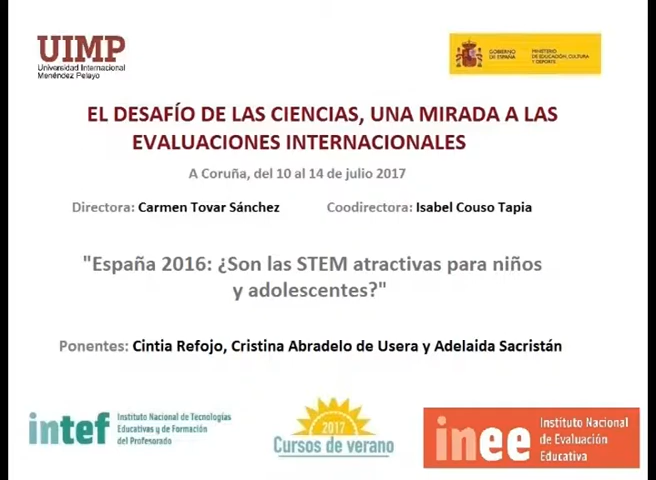 UIMP
Universidad Internacional
Menéndez Pelayo
GOBIERNO
DE ESPAÑA
MINISTERIO
DE EDUCACIÓN, CULTURA
Y DEPORTE
EL DESAFÍO DE LAS CIENCIAS, UNA MIRADA A LAS
EVALUACIONES INTERNACIONALES
A Coruña, del 10 al 14 de julio 2017
Directora: Carmen Tovar Sánchez
Coodirectora: Isabel Couso Tapia
"España 2016: ¿Son las STEM atractivas para niños
y adolescentes?"
Ponentes: Cintia Refojo, Cristina Abradelo de Usera y Adelaida Sacristán
intef
Instituto Nacional de Tecnologías
Educativas y de Formación
del Profesorado
2017
Cursos de verano
inee
Instituto Nacional
de Evaluación
Educativa